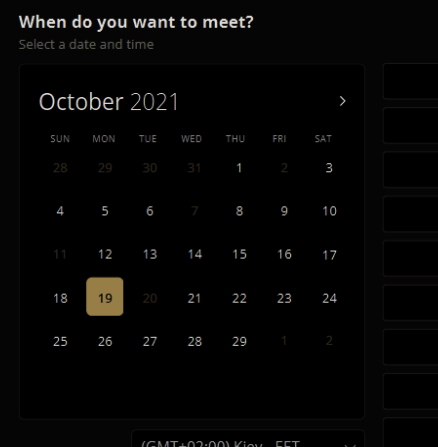 When do you want to meet?
Select a date and time
October 2021
SUN MON TUE WED THU FRI SAT
28 29 30 31 1 2 3
4 5 6 7 8 9 10
11 12 13 14 15 16 17
18 19 20 21 22 23 24
25 26 27 28 29 1 2
(GMT+02:00) Kiev - EET